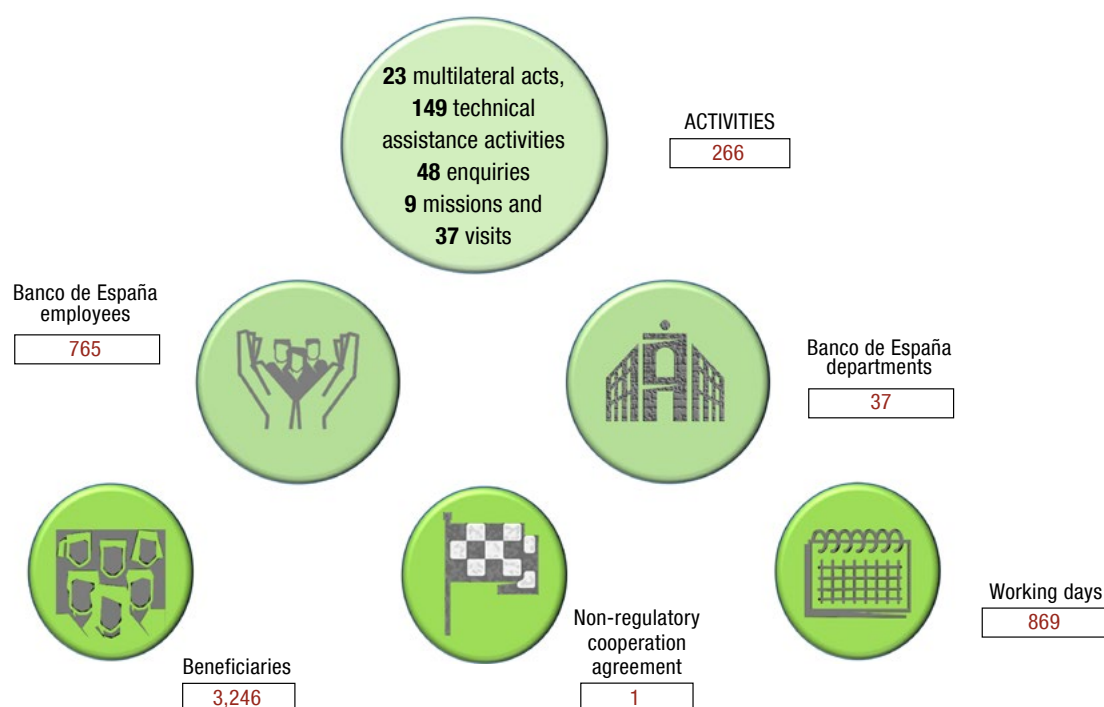 23 multilateral acts,
149 technical
assistance activities
48 enquiries
9 missions and
37 visits
ACTIVITIES
266
Banco de España
employees
765
Banco de España
departments
37
Beneficiaries
3,246
Non-regulatory
cooperation
agreement
1
Working days
869